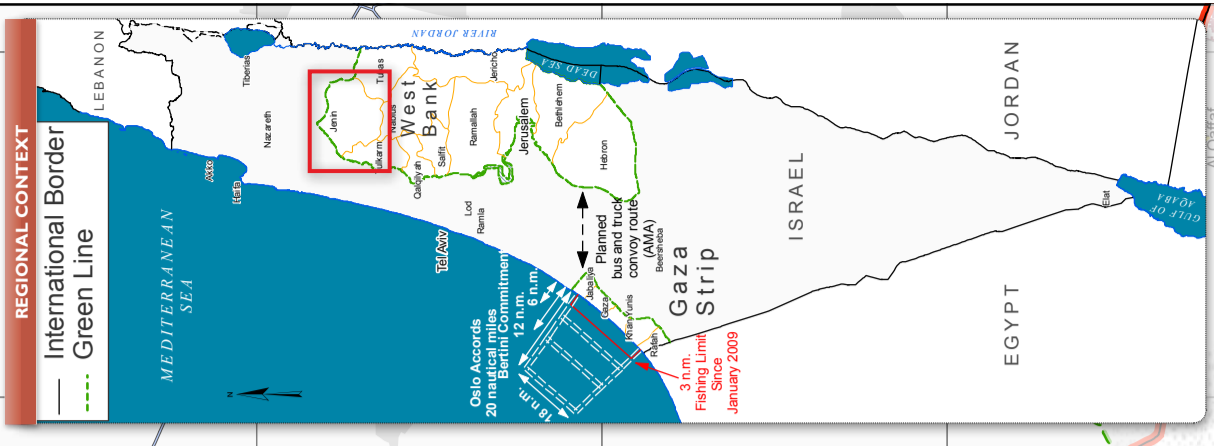 REGIONAL CONTEXT
International Border
Green Line
LEBANON
MEDITERRANEAN
SEA
N
Tiberias
Nazareth
Akko
Haifa
RIVER JORDAN
Jenin
Tubas
Tulkarm
Nablus
West
Bank
Qalqilyah
Salfit
Ramallah
Jericho
Jerusalem
DEAD SEA
Bethlehem
Hebron
Lod
Ramla
Tel Aviv
Planned
bus and truck
convoy route
(AMA)
Beersheba
Oslo Accords
20 nautical miles
Bertini Commitment
12 n.m.
6 n.m.
18 n.m
Jabaliya
Gaza
Khan Yunis
Rafah
Gaza
Strip
3 n.m.
Fishing Limit
Since
January 2009
ISRAEL
JORDAN
EGYPT
Elat
GULF OF
AQABA